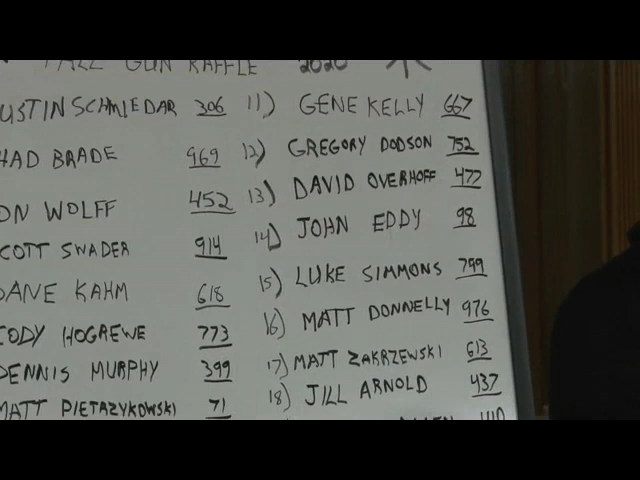 FALL GUN RAFFLE 2020
USTIN SCHMIEDAR 306
HAD BRADE 969
ON WOLFF 452
COTT SWADER 914
DANE KAHM 618
CODY HOGREWE 773
DENNIS MURPHY 399
MATT PIETRZYKOWSKI 71
11) GENE KELLY 667
12) GREGORY DODSON 752
13) DAVID OVERHOFF 477
14) JOHN EDDY 98
15) LUKE SIMMONS 799
16) MATT DONNELLY 976
17) MATT ZAKRZEWSKI 613
18) JILL ARNOLD 437